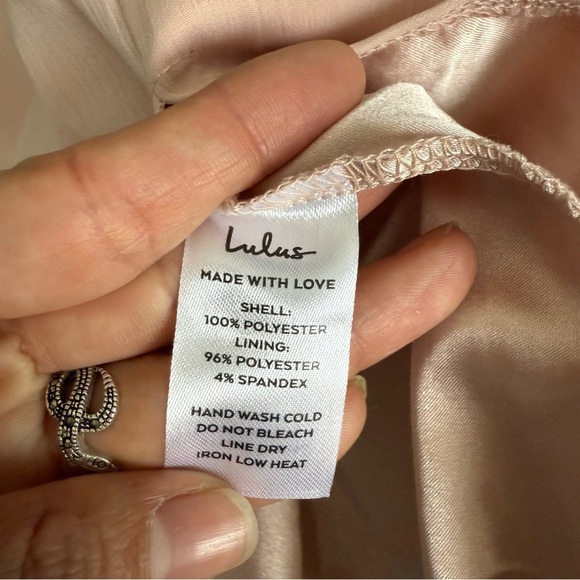 Lulus
MADE WITH LOVE
SHELL:
100% POLYESTER
LINING:
96% POLYESTER
4% SPANDEX
HAND WASH COLD
DO NOT BLEACH
LINE DRY
IRON LOW HEAT